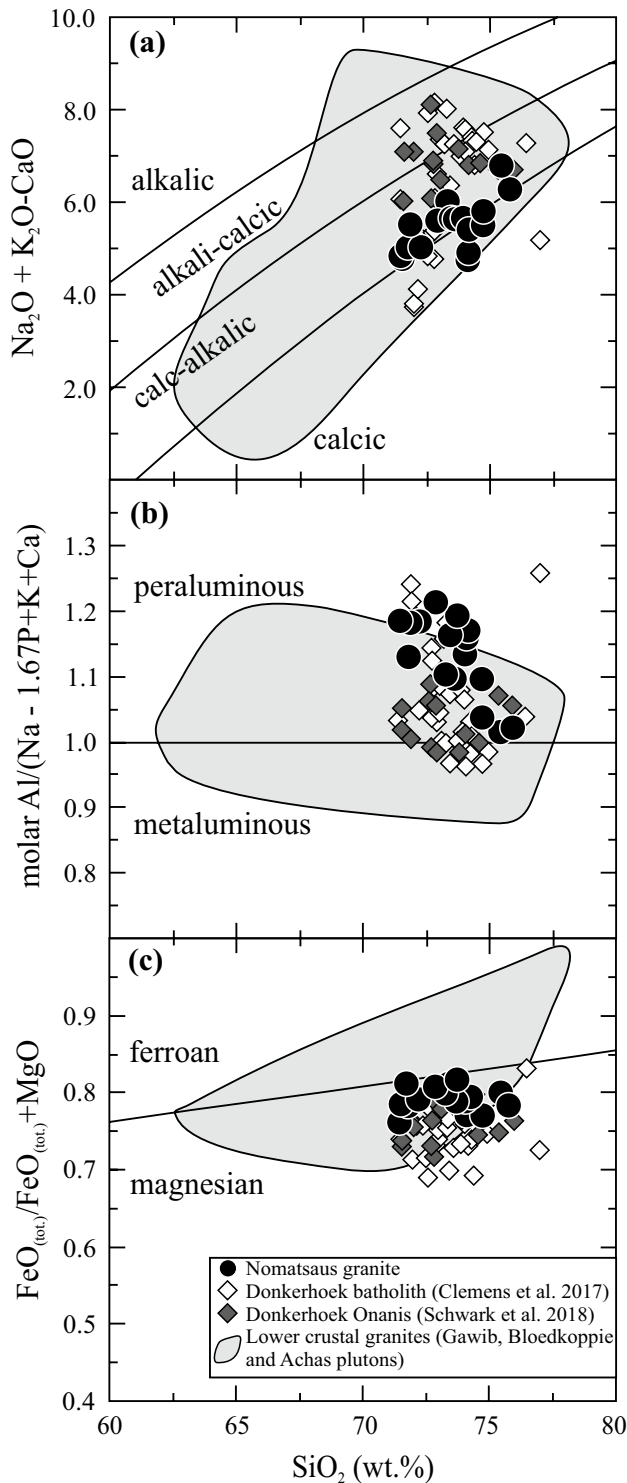 (a)
10.0
8.0
6.0
4.0
2.0
Na₂O + K₂O-CaO
alkalic
alkali-calcic
calc-alkalic
calcic
(b)
1.3
1.2
1.1
1.0
0.9
0.8
molar Al/(Na - 1.67P+K+Ca)
peraluminous
metaluminous
(c)
0.9
0.8
0.7
0.6
0.5
0.4
FeO(tot.)/FeO(tot.)+MgO
ferroan
magnesian
Nomatsaus granite
Donkerhoek batholith (Clemens et al. 2017)
Donkerhoek Onanis (Schwark et al. 2018)
Lower crustal granites (Gawib, Bloedkoppie
and Achas plutons)
60 65 70 75 80
SiO₂ (wt.%)